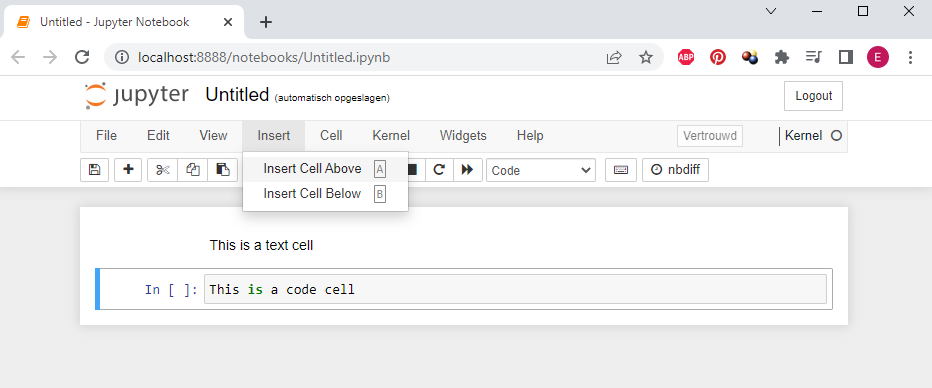 Untitled - Jupyter Notebook
localhost:8888/notebooks/Untitled.ipynb
ABP
E
jupyter Untitled (automatisch opgeslagen)
Logout
File Edit View Insert Cell Kernel Widgets Help
Vertrouwd
Kernel
Insert Cell Above A
Insert Cell Below B
Code
nbdiff
This is a text cell
In [ ]: This is a code cell